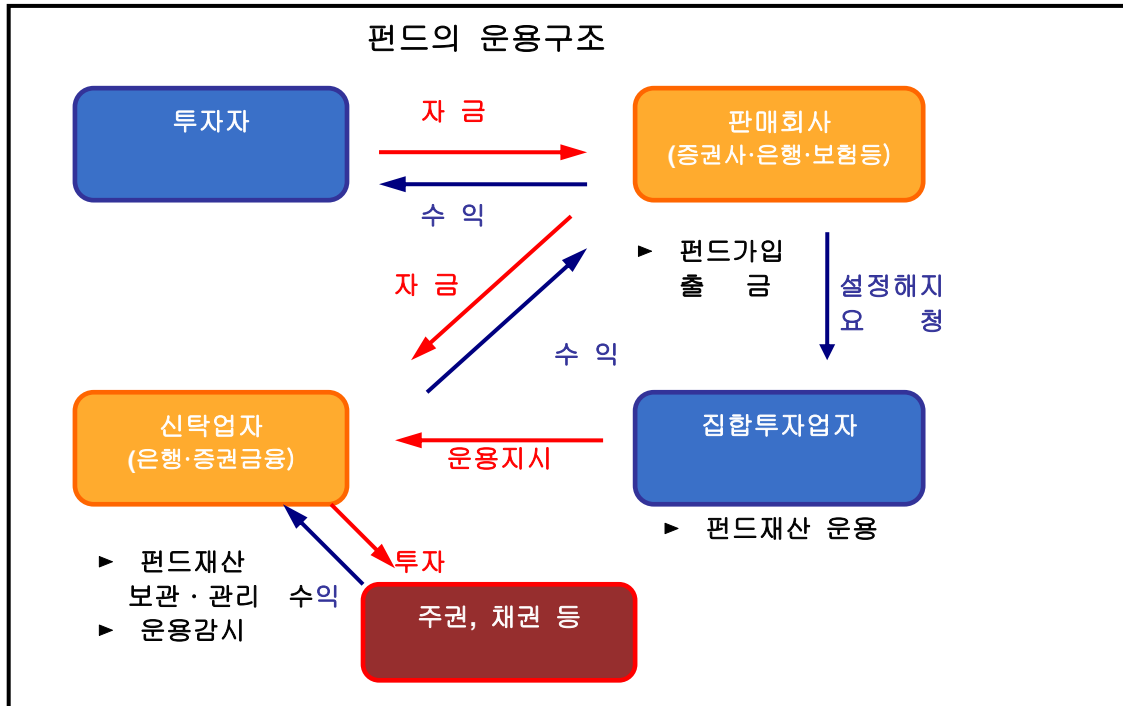 펀드의 운용구조
투자자
자 금
판매회사
(증권사·은행·보험등)
수 익
► 펀드가입
출 금
자 금
설정해지
요 청
수 익
신탁업자
(은행·증권금융)
집합투자업자
운용지시
► 펀드재산 운용
► 펀드재산
보관 · 관리
수익
투자
► 운용감시
주권, 채권 등